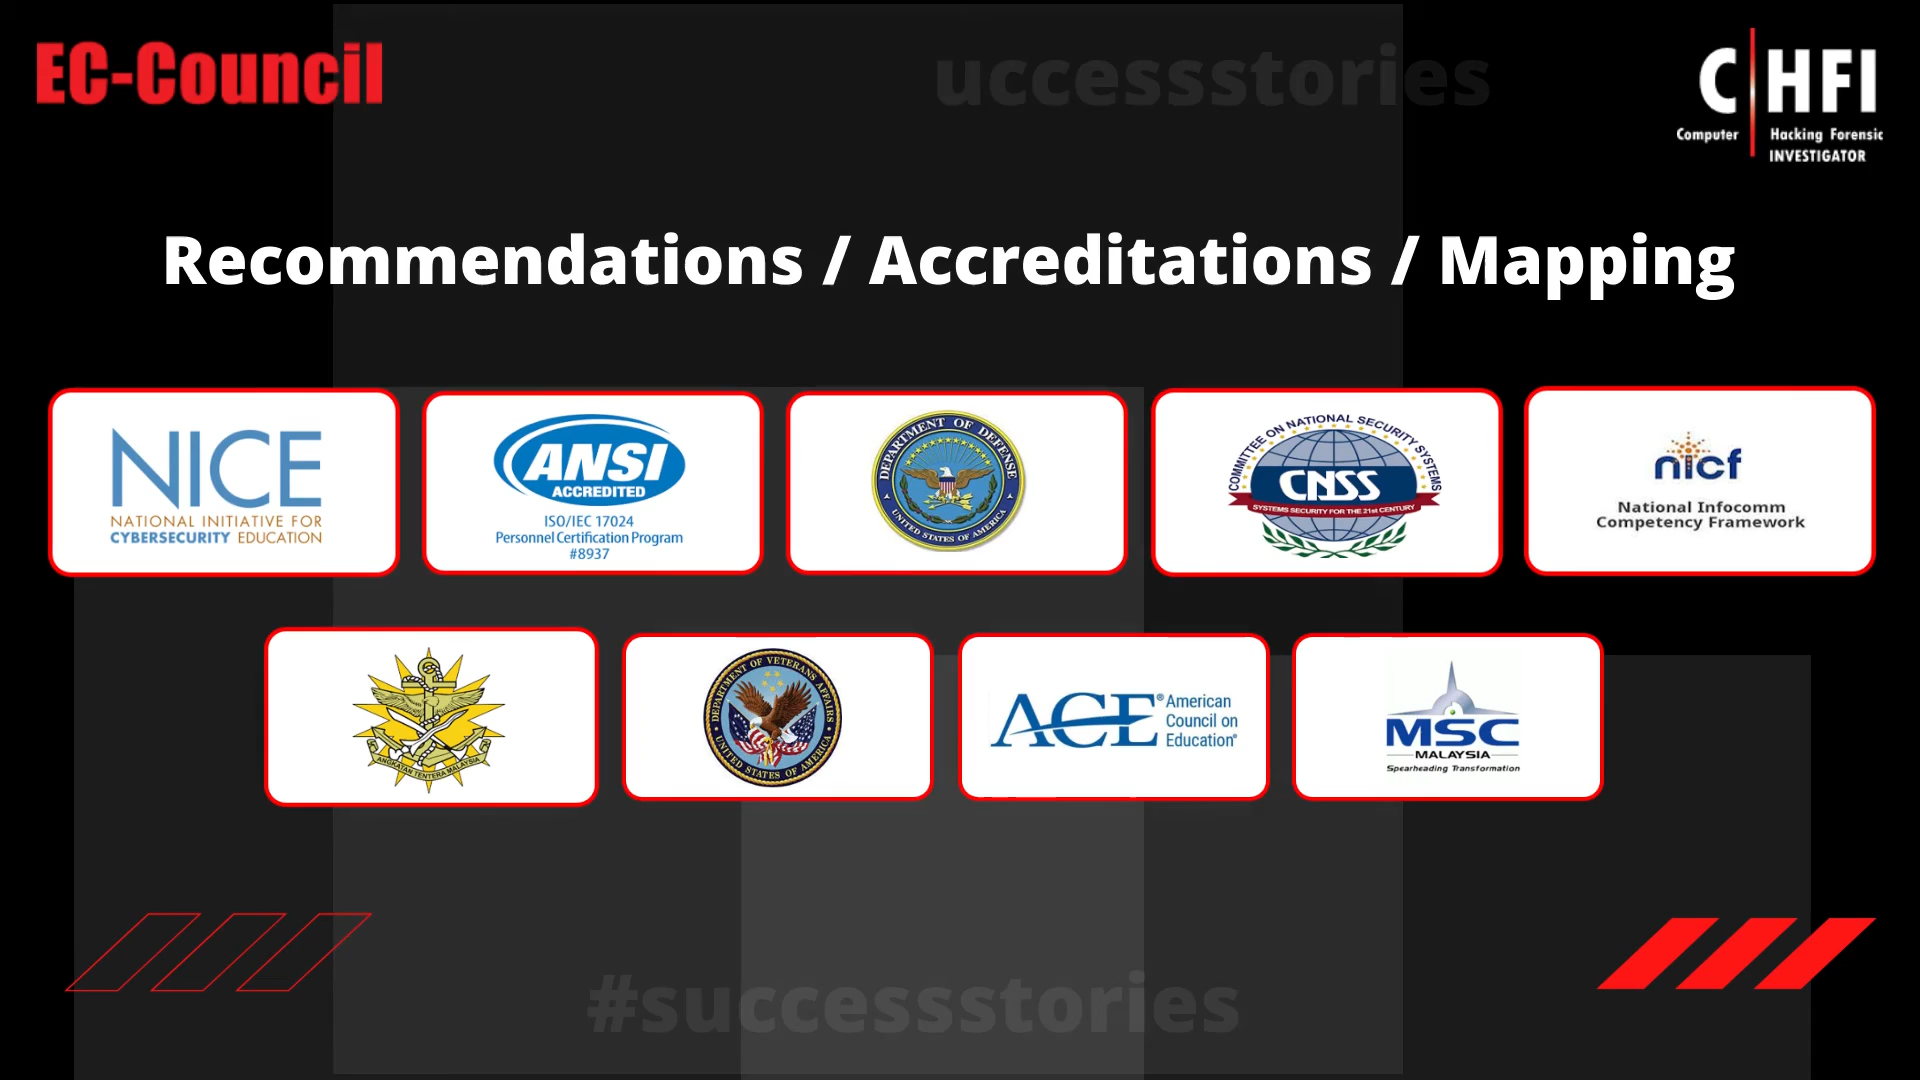 EC-Council
uccessstories
C HFI
Computer Hacking Forensic
INVESTIGATOR
Recommendations / Accreditations / Mapping
NICE
NATIONAL INITIATIVE FOR
CYBERSECURITY EDUCATION
ANSI
ACCREDITED
ISO/IEC 17024
Personnel Certification Program
#8937
DEPARTMENT OF DEFENSE
UNITED STATES OF AMERICA
COMMITTEE ON NATIONAL SECURITY SYSTEMS
CNSS
SYSTEMS SECURITY FOR THE 21st CENTURY
nicf
National Infocomm
Competency Framework
ANGKATAN TENTERA MALAYSIA
DEPARTMENT OF VETERANS AFFAIRS
UNITED STATES OF AMERICA
ACE®
American
Council on
Education®
MSC
MALAYSIA
Spearheading Transformation
#successstories